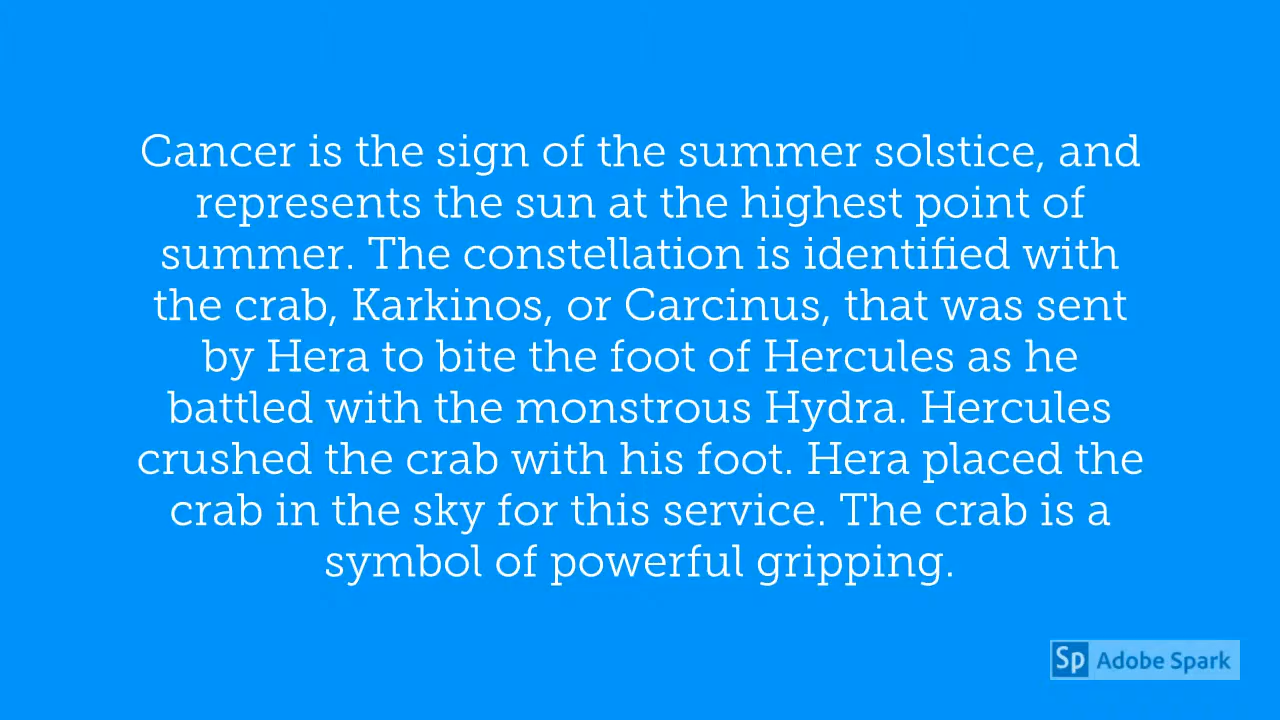 Cancer is the sign of the summer solstice, and
represents the sun at the highest point of
summer. The constellation is identified with
the crab, Karkinos, or Carcinus, that was sent
by Hera to bite the foot of Hercules as he
battled with the monstrous Hydra. Hercules
crushed the crab with his foot. Hera placed the
crab in the sky for this service. The crab is a
symbol of powerful gripping.
Sp Adobe Spark